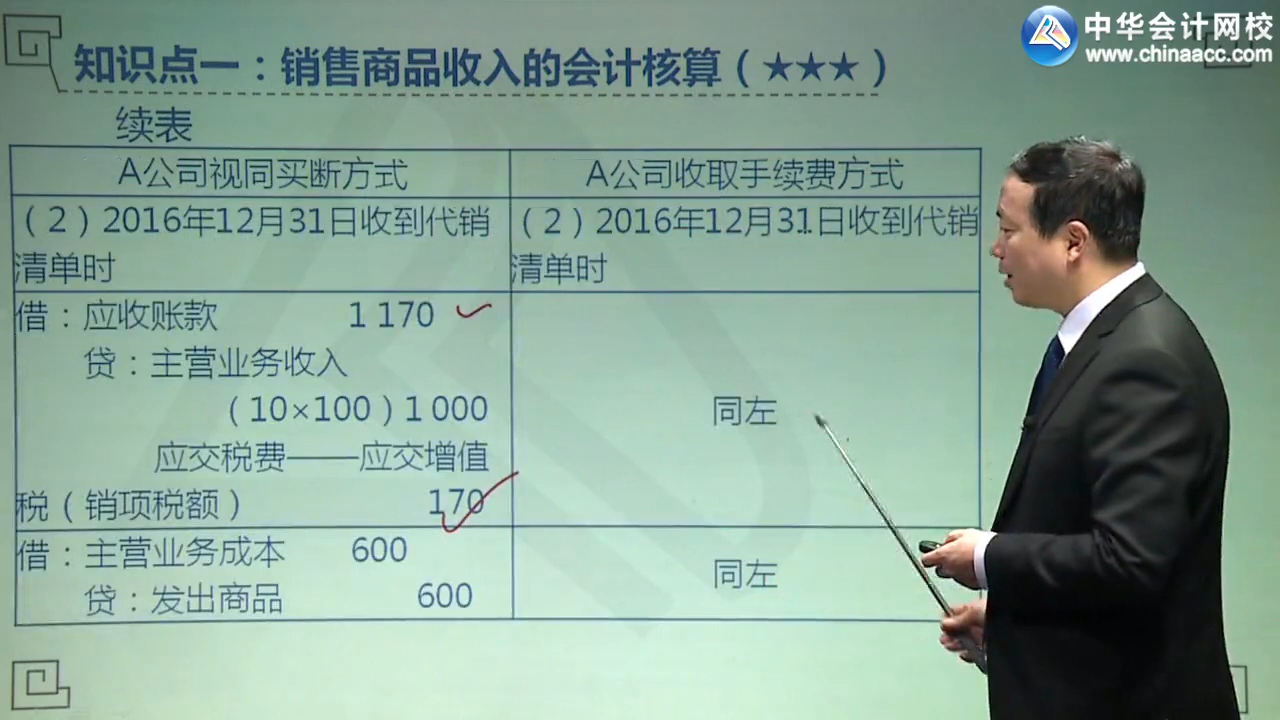 中华会计网校
www.chinaacc.com
知识点一：销售商品收入的会计核算（★★★）
续表
A公司视同买断方式
A公司收取手续费方式
（2）2016年12月31日收到代销
清单时
（2）2016年12月31日收到代销
清单时
借：应收账款 1 170
贷：主营业务收入
（10×100）1 000
应交税费——应交增值
税（销项税额） 170
同左
借：主营业务成本 600
贷：发出商品 600
同左